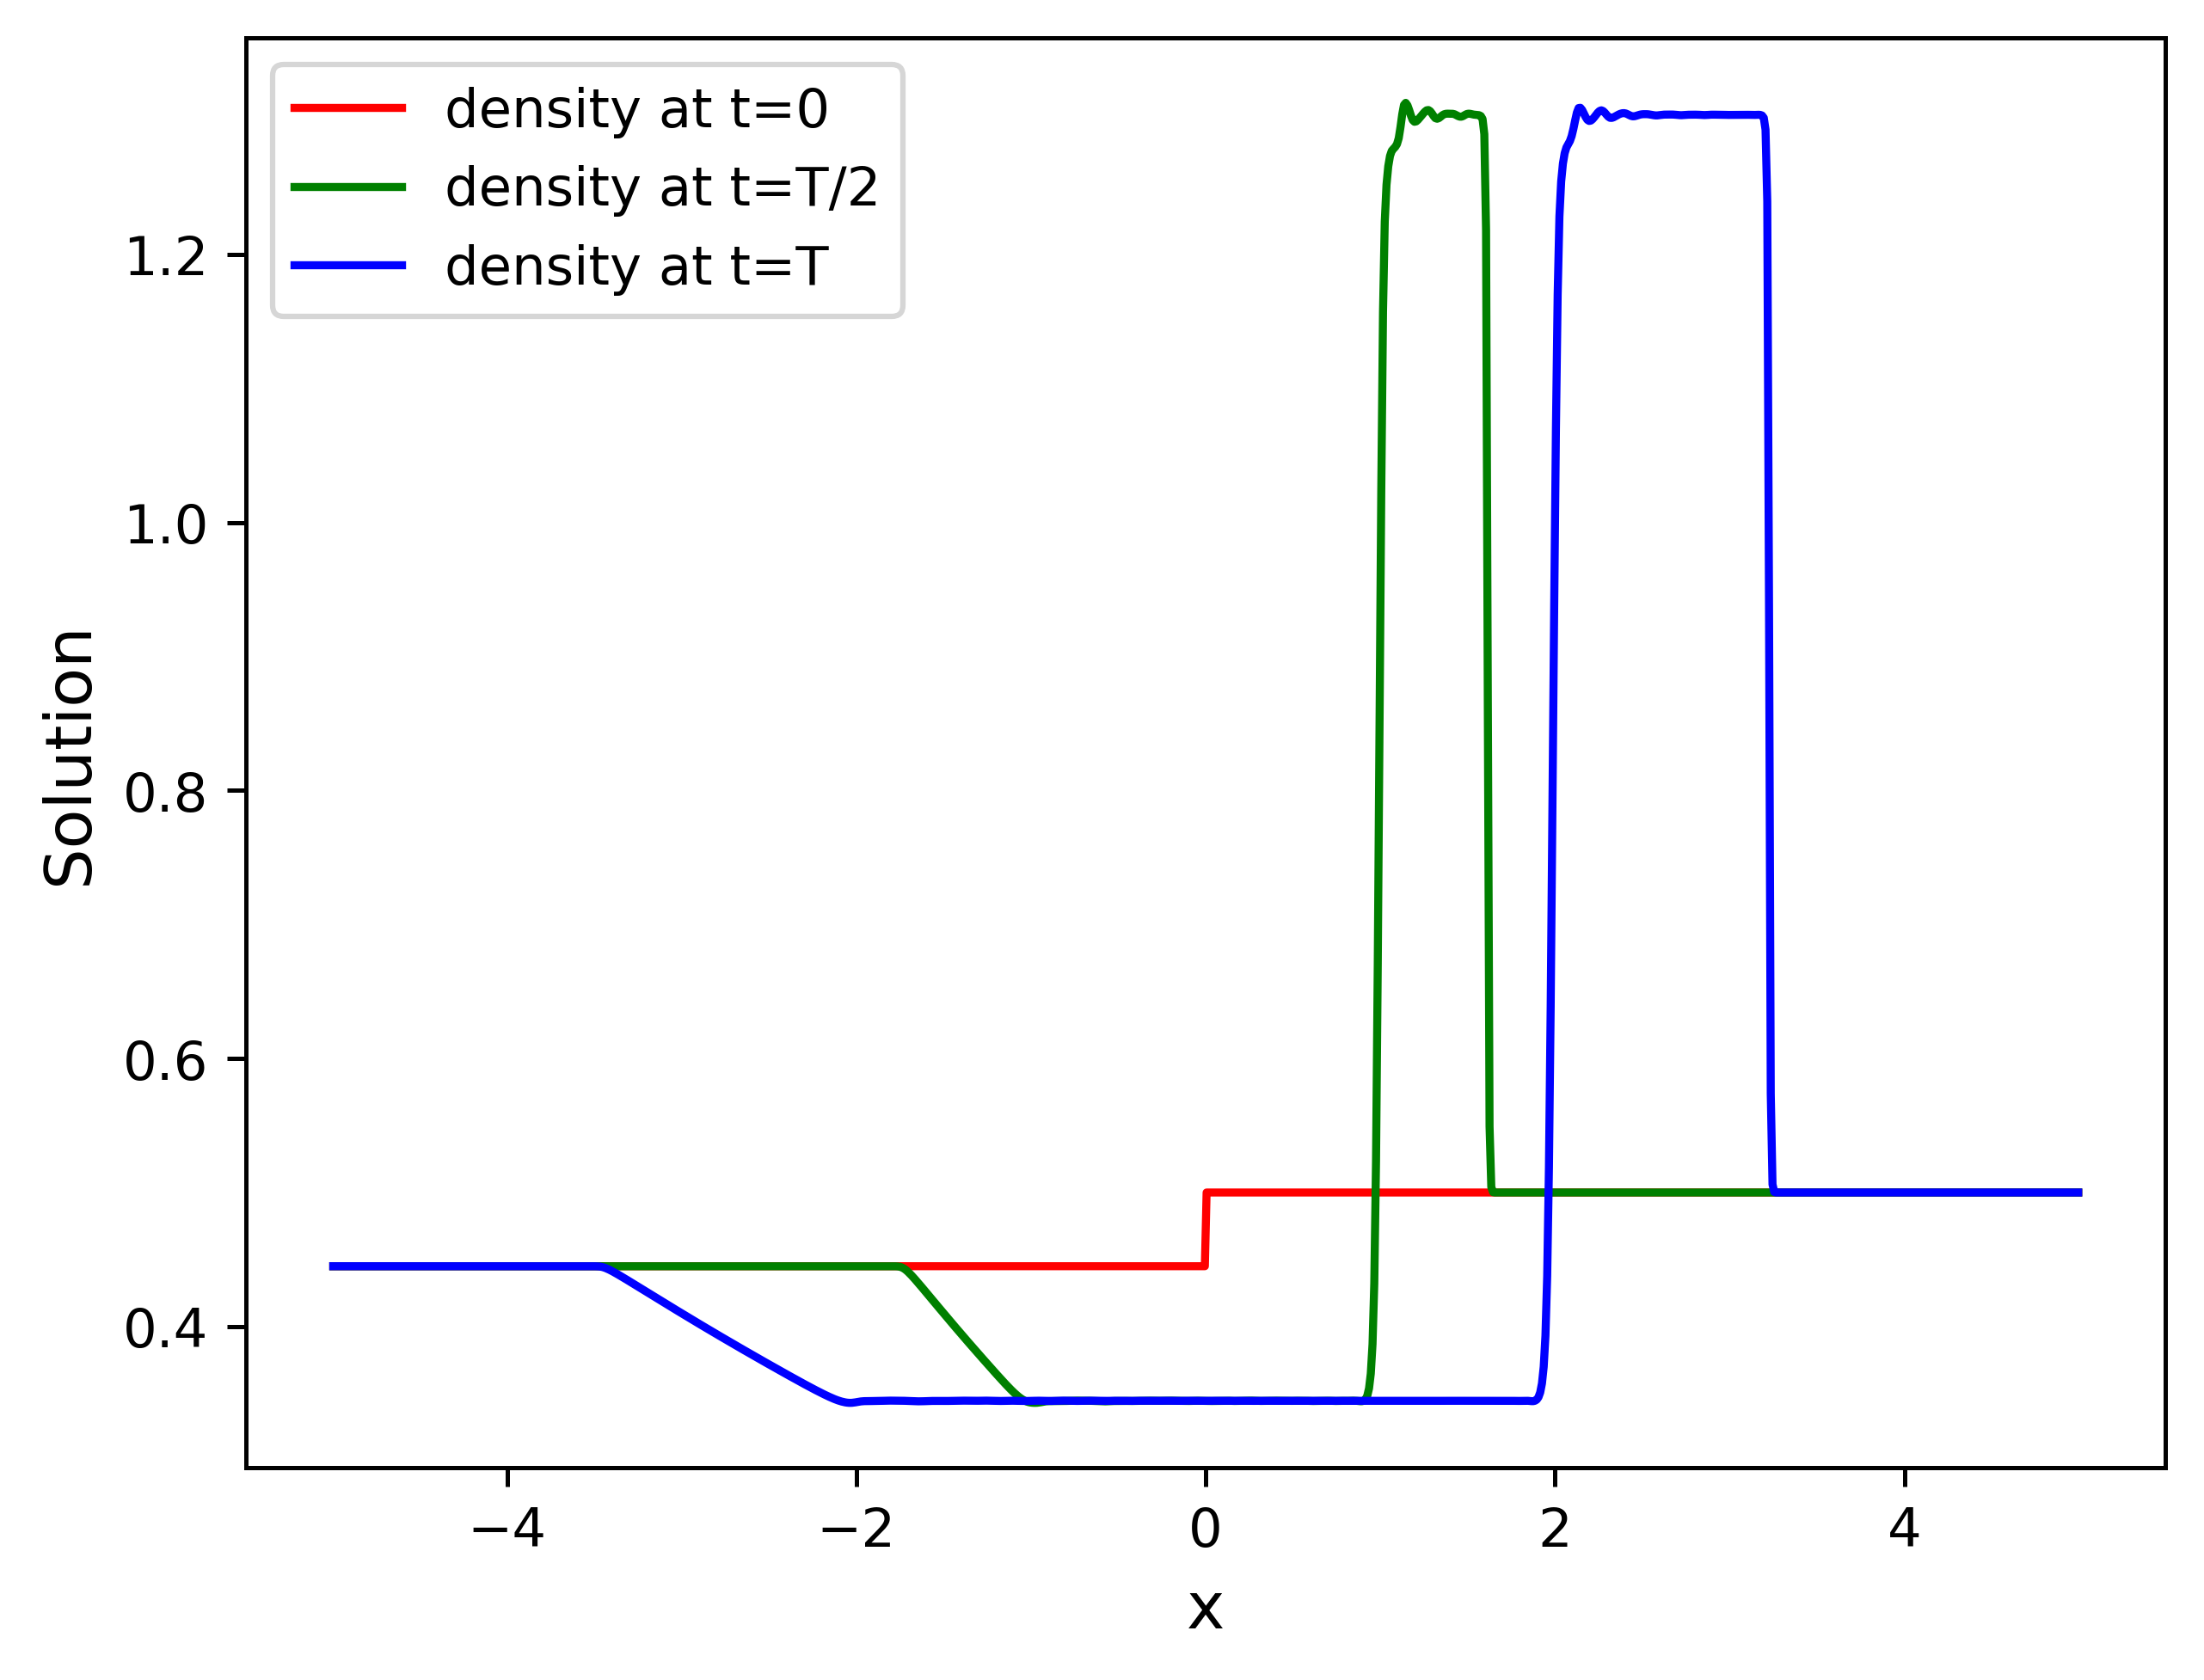 density at t=0
density at t=T/2
density at t=T
1.2
1.0
0.8
0.6
0.4
Solution
−4 −2 0 2 4
x